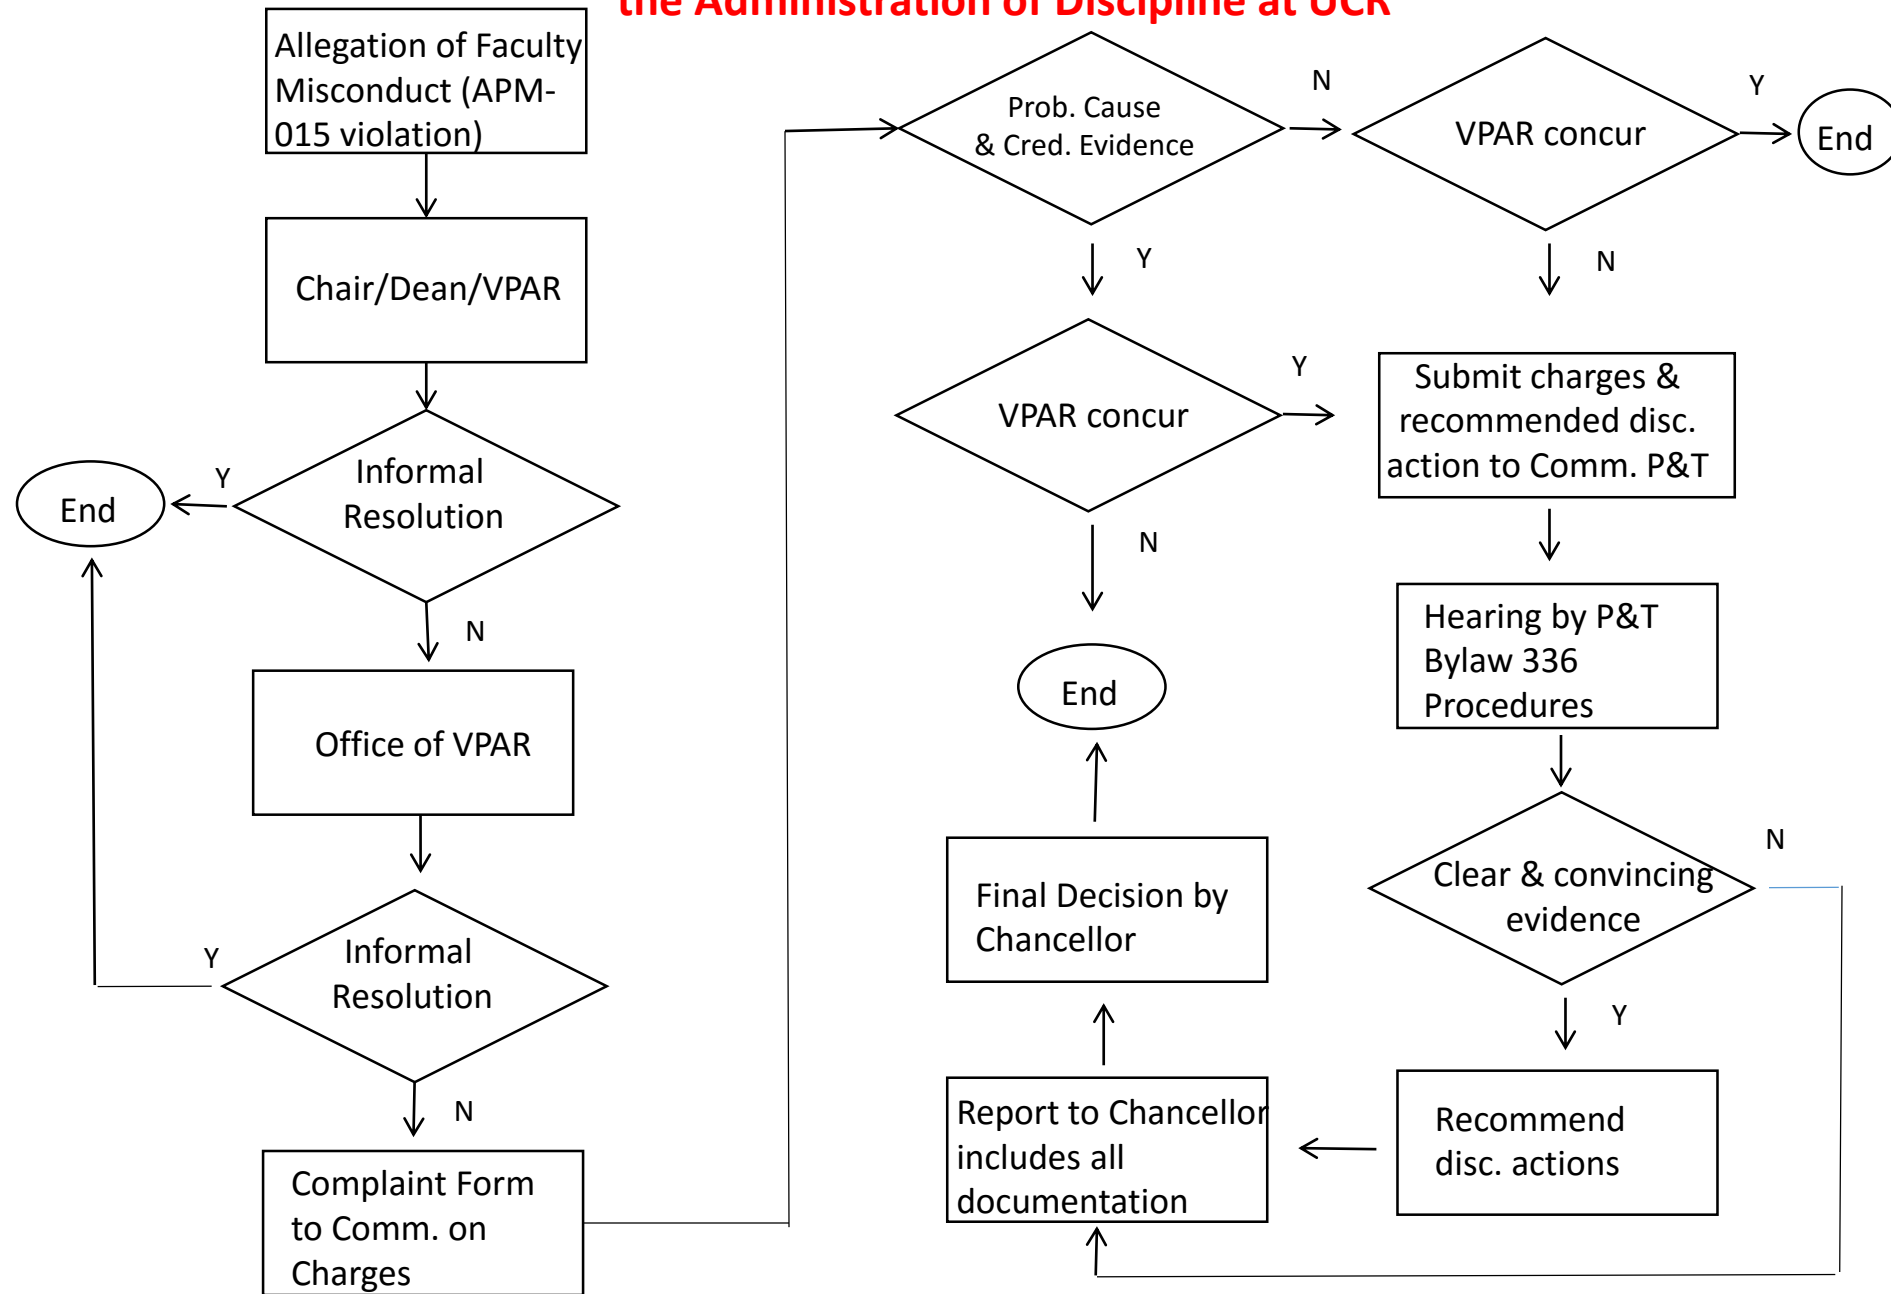 the Administration of Discipline at UCR
Allegation of Faculty
Misconduct (APM-
015 violation)
Chair/Dean/VPAR
Informal
Resolution
Y
End
N
Office of VPAR
Informal
Resolution
Y
N
Complaint Form
to Comm. on
Charges
Prob. Cause
& Cred. Evidence
N
VPAR concur
Y
End
Y
N
VPAR concur
Y
Submit charges &
recommended disc.
action to Comm. P&T
N
End
Hearing by P&T
Bylaw 336
Procedures
Clear & convincing
evidence
N
Y
Recommend
disc. actions
Report to Chancellor
includes all
documentation
Final Decision by
Chancellor